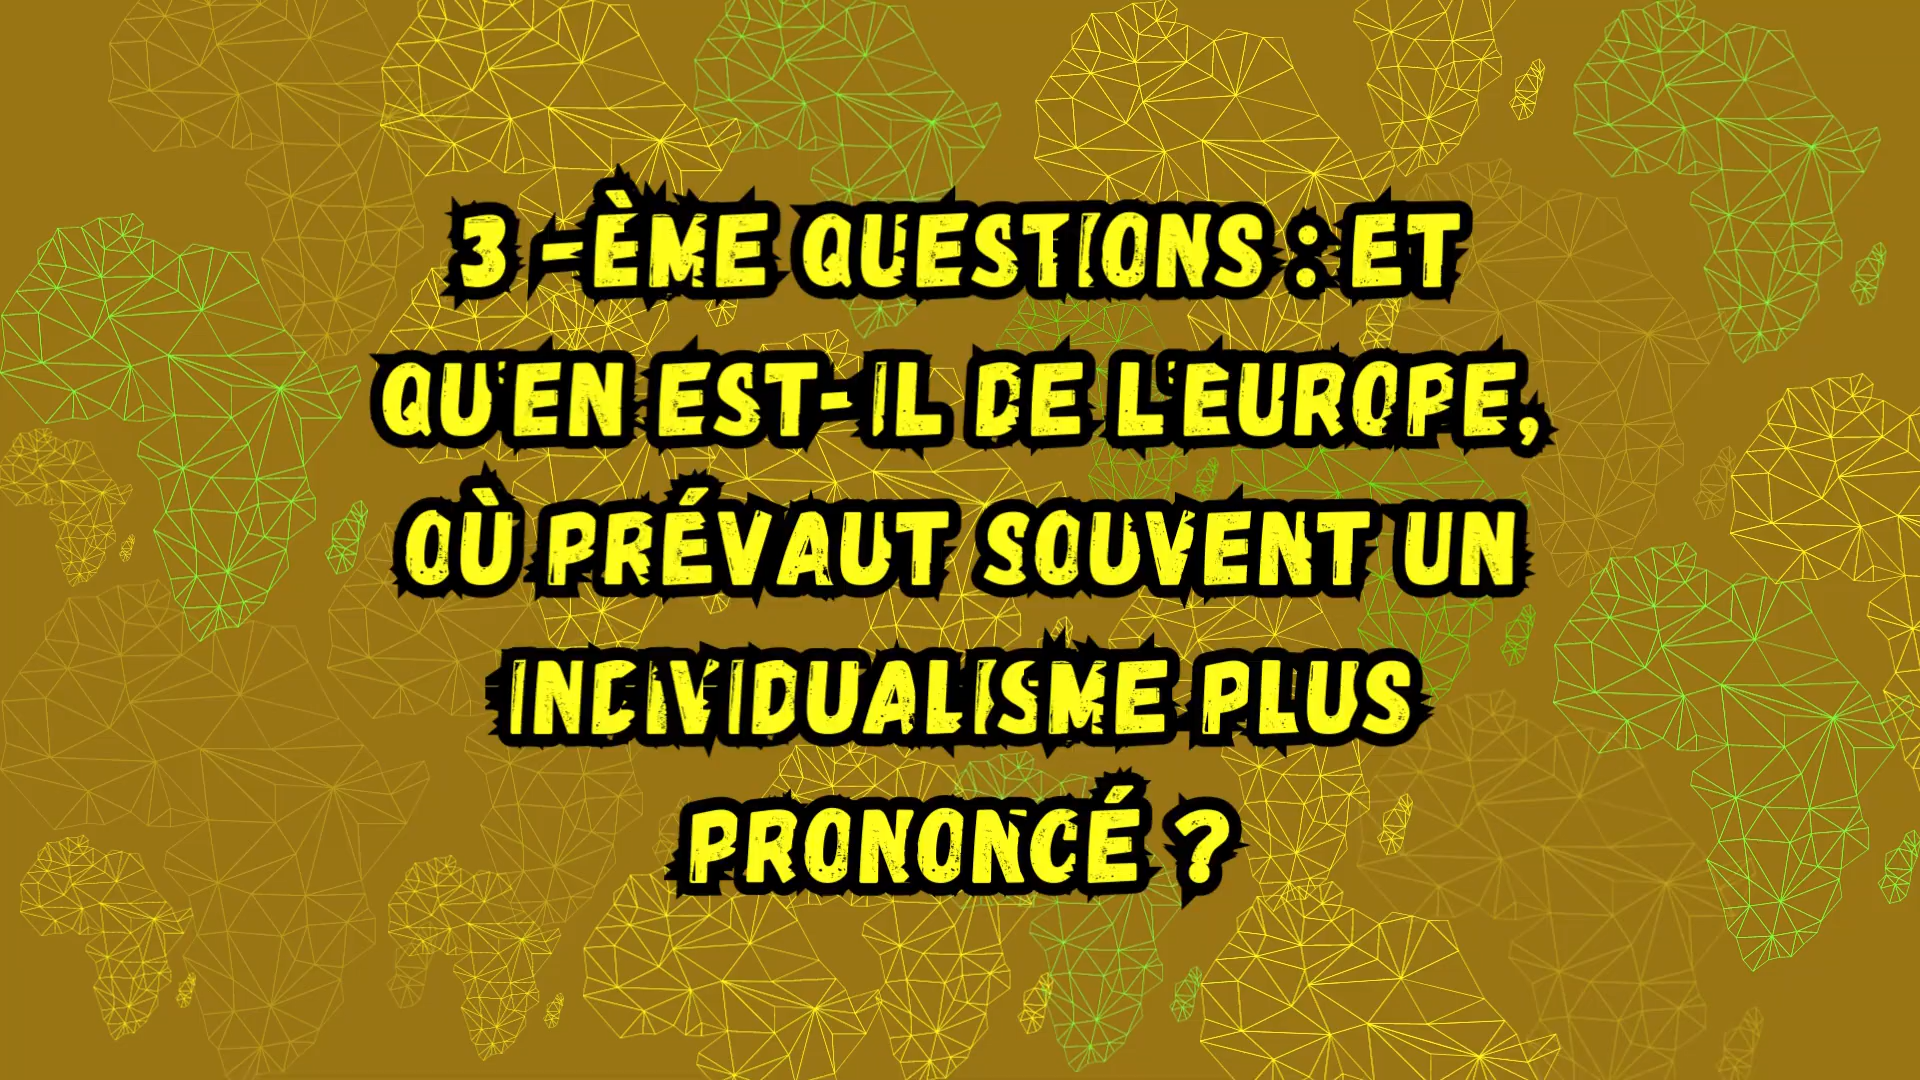 3 -ÈME QUESTIONS : ET
QU'EN EST-IL DE L'EUROPE,
OÙ PRÉVAUT SOUVENT UN
INDIVIDUALISME PLUS
PRONONCÉ ?